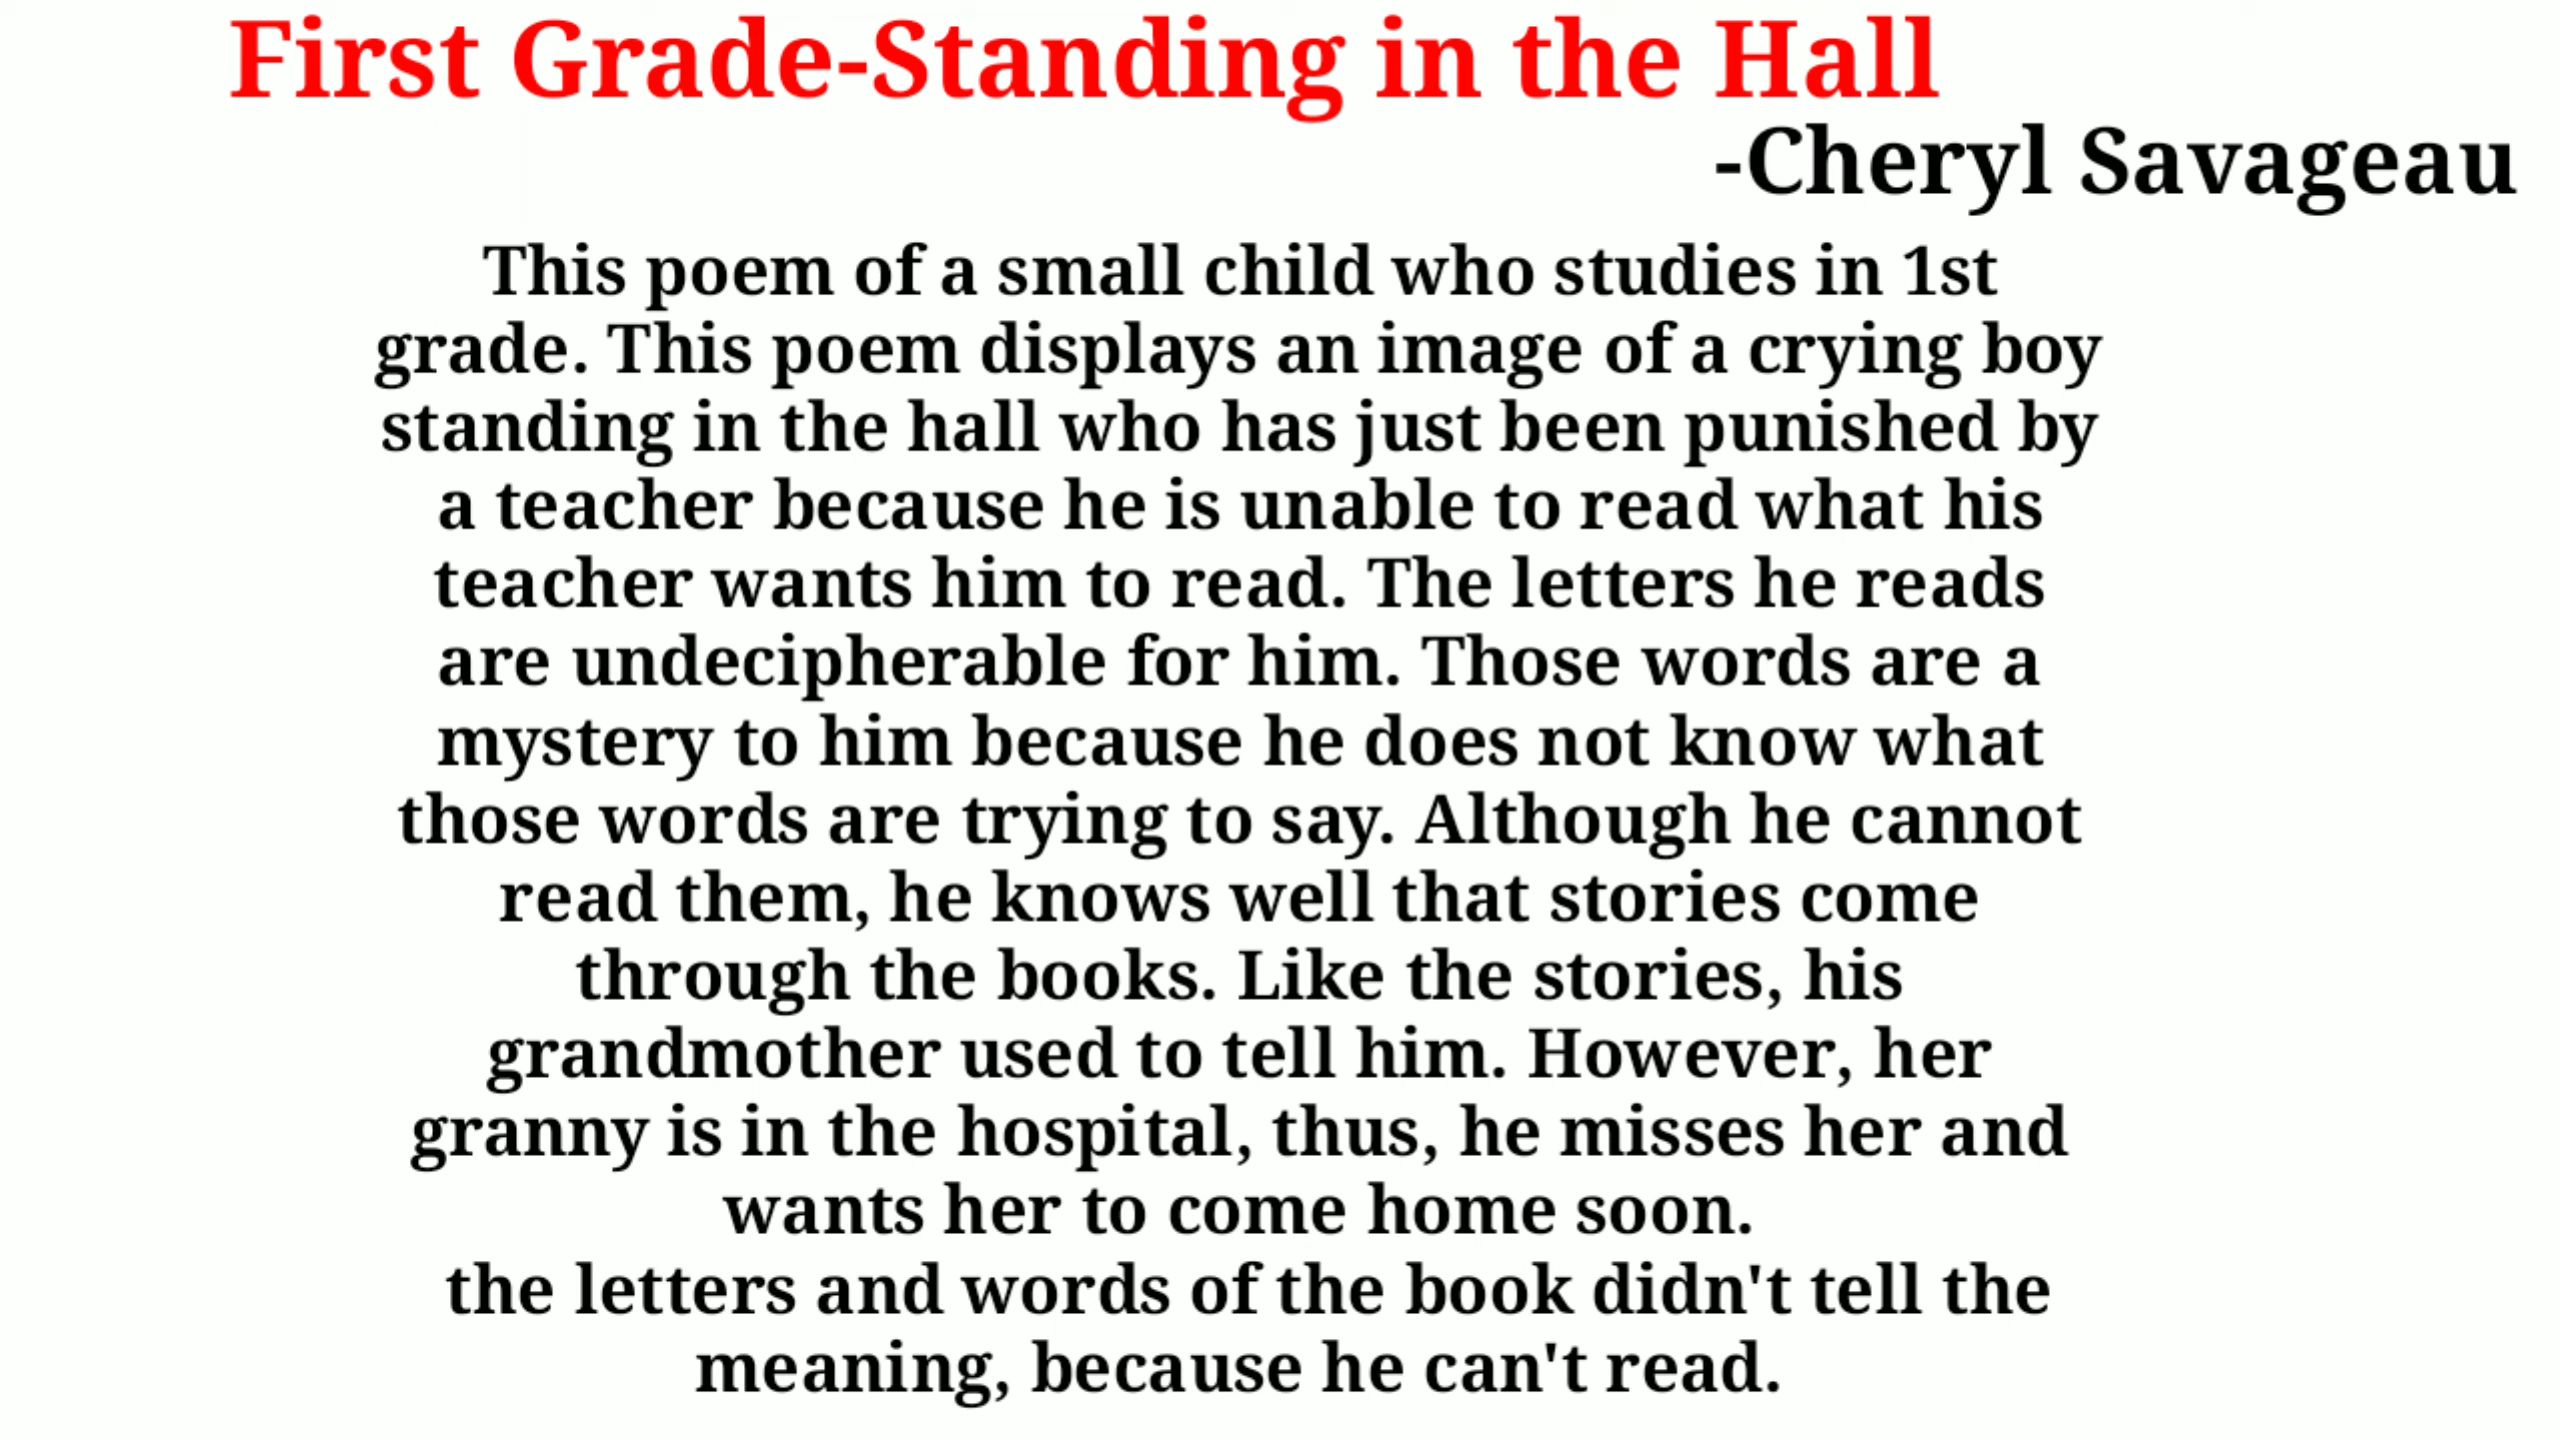 First Grade-Standing in the Hall
-Cheryl Savageau
This poem of a small child who studies in 1st
grade. This poem displays an image of a crying boy
standing in the hall who has just been punished by
a teacher because he is unable to read what his
teacher wants him to read. The letters he reads
are undecipherable for him. Those words are a
mystery to him because he does not know what
those words are trying to say. Although he cannot
read them, he knows well that stories come
through the books. Like the stories, his
grandmother used to tell him. However, her
granny is in the hospital, thus, he misses her and
wants her to come home soon.
the letters and words of the book didn't tell the
meaning, because he can't read.